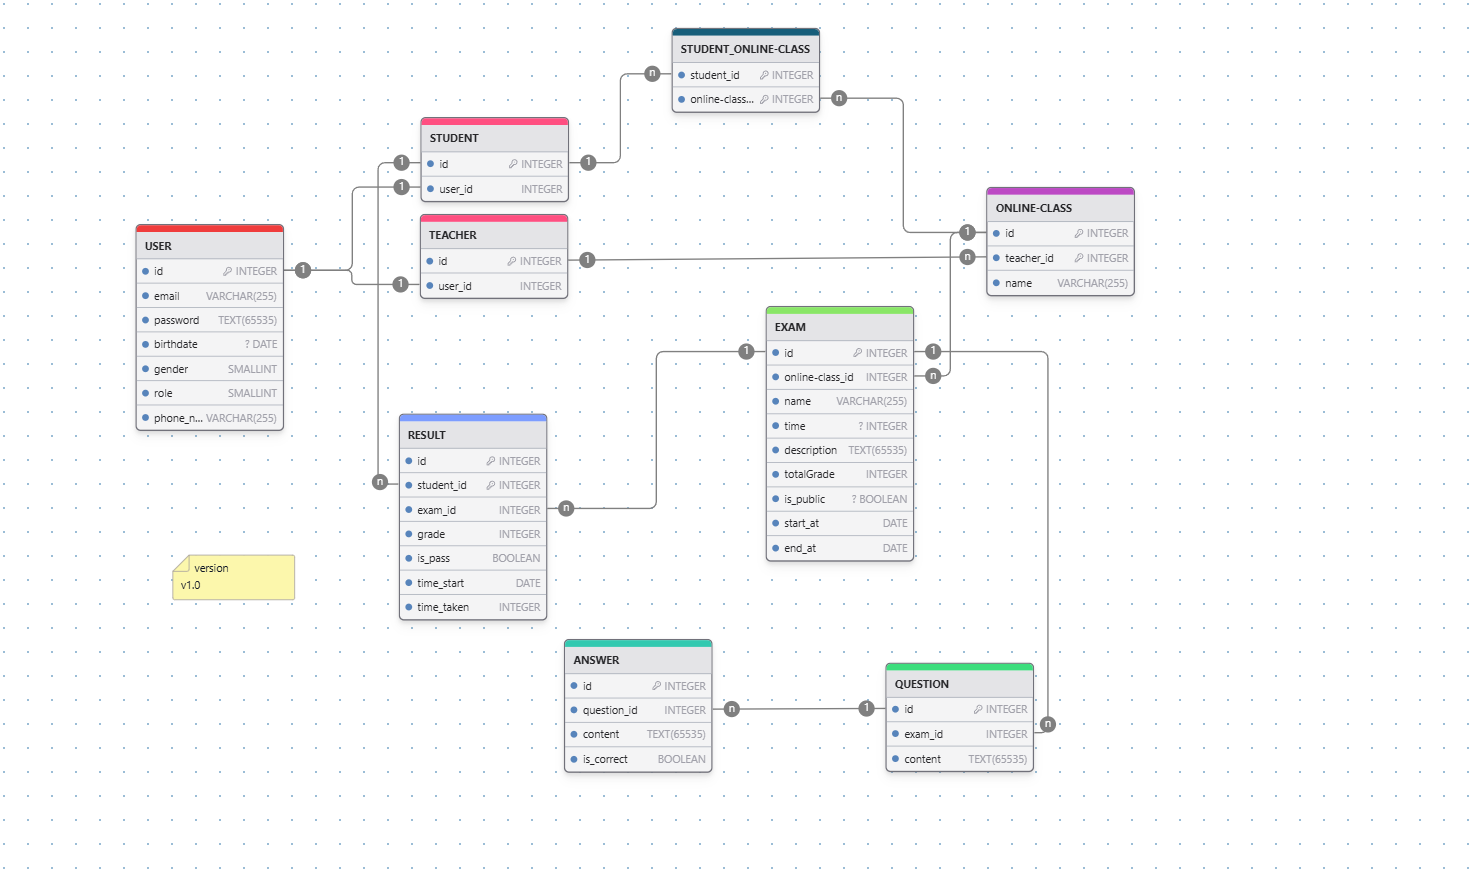 STUDENT_ONLINE-CLASS
student_id INTEGER
online-class... INTEGER
n
n
STUDENT
id INTEGER
user_id INTEGER
1
1
1
TEACHER
id INTEGER
user_id INTEGER
1
1
USER
id INTEGER
email VARCHAR(255)
password TEXT(65535)
birthdate ? DATE
gender SMALLINT
role SMALLINT
phone_n... VARCHAR(255)
1
ONLINE-CLASS
id INTEGER
teacher_id INTEGER
name VARCHAR(255)
1
n
EXAM
id INTEGER
online-class_id INTEGER
name VARCHAR(255)
time ? INTEGER
description TEXT(65535)
totalGrade INTEGER
is_public ? BOOLEAN
start_at DATE
end_at DATE
1
1
n
RESULT
id INTEGER
student_id INTEGER
exam_id INTEGER
grade INTEGER
is_pass BOOLEAN
time_start DATE
time_taken INTEGER
n
n
version
v1.0
ANSWER
id INTEGER
question_id INTEGER
content TEXT(65535)
is_correct BOOLEAN
n
QUESTION
id INTEGER
exam_id INTEGER
content TEXT(65535)
1
n